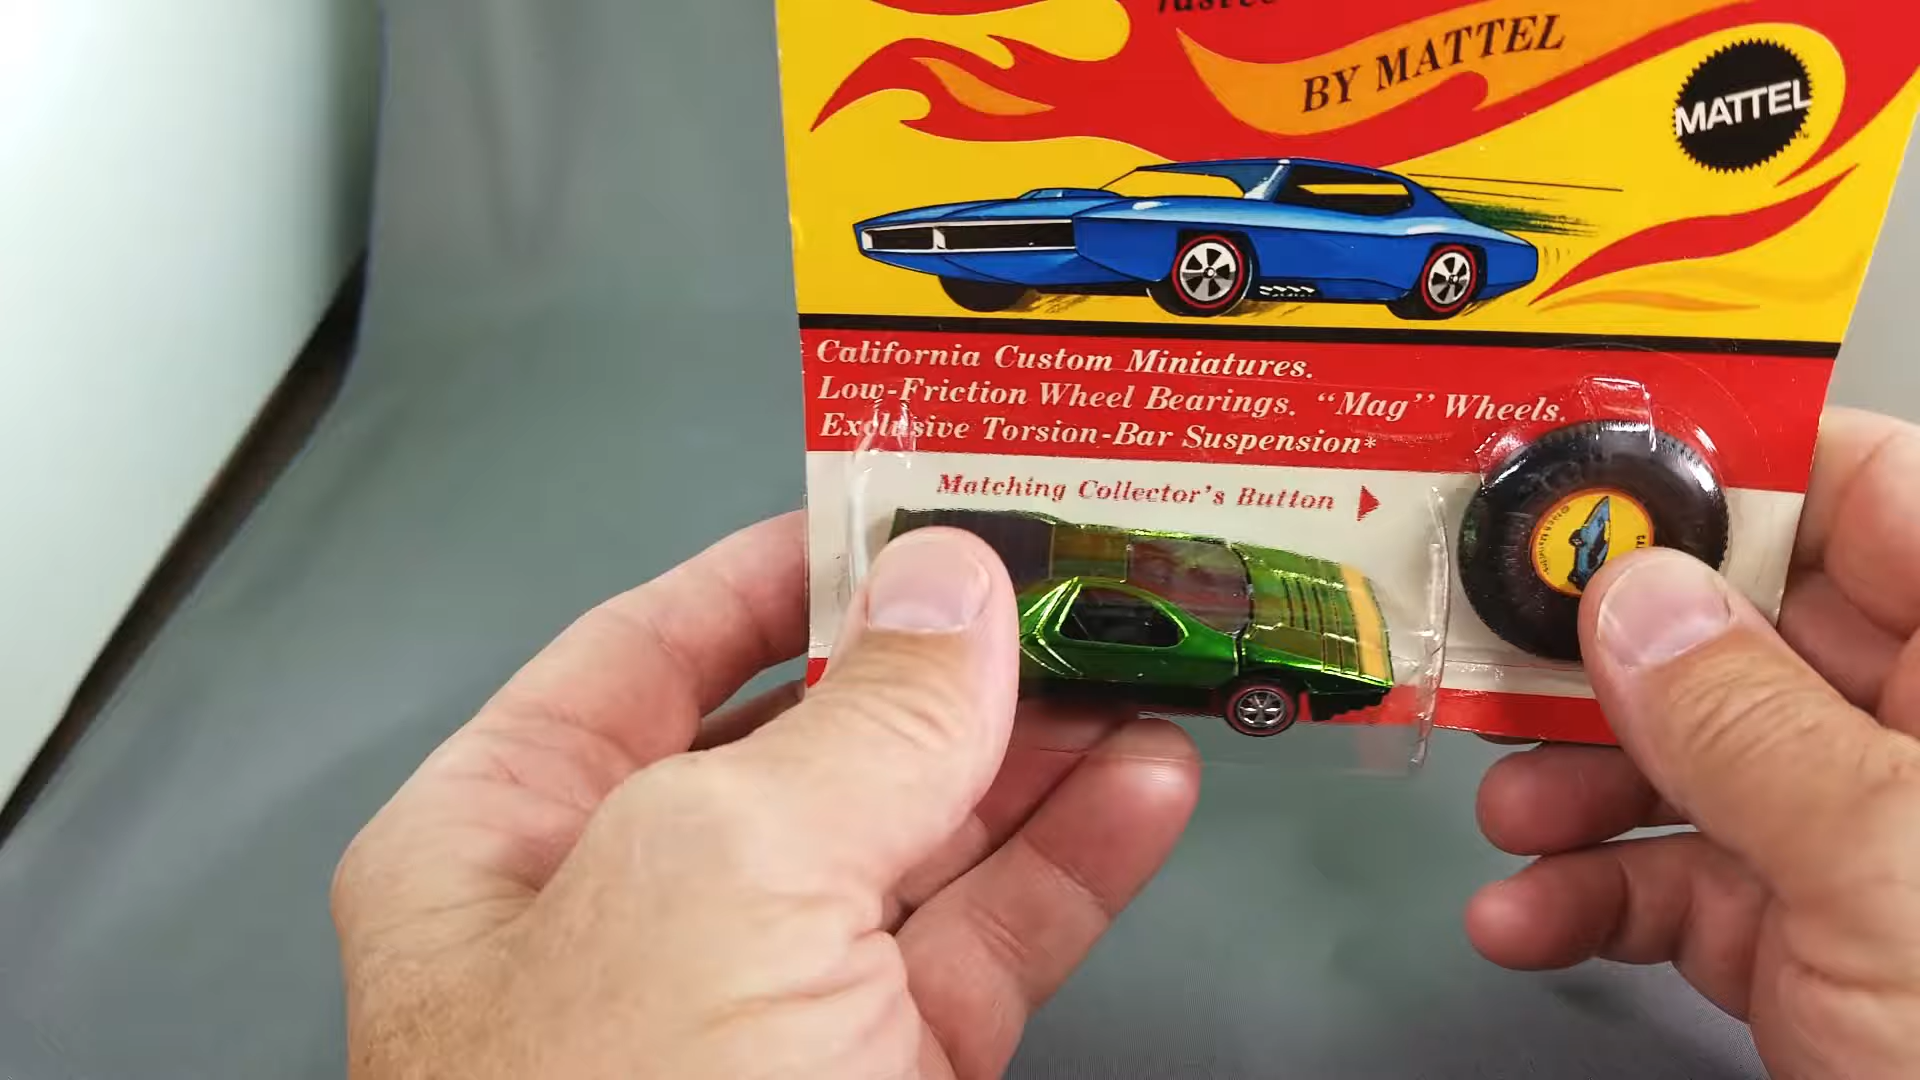 BY MATTEL
MATTEL
California Custom Miniatures.
Low-Friction Wheel Bearings. “Mag” Wheels.
Exclusive Torsion-Bar Suspension*
Matching Collector's Button